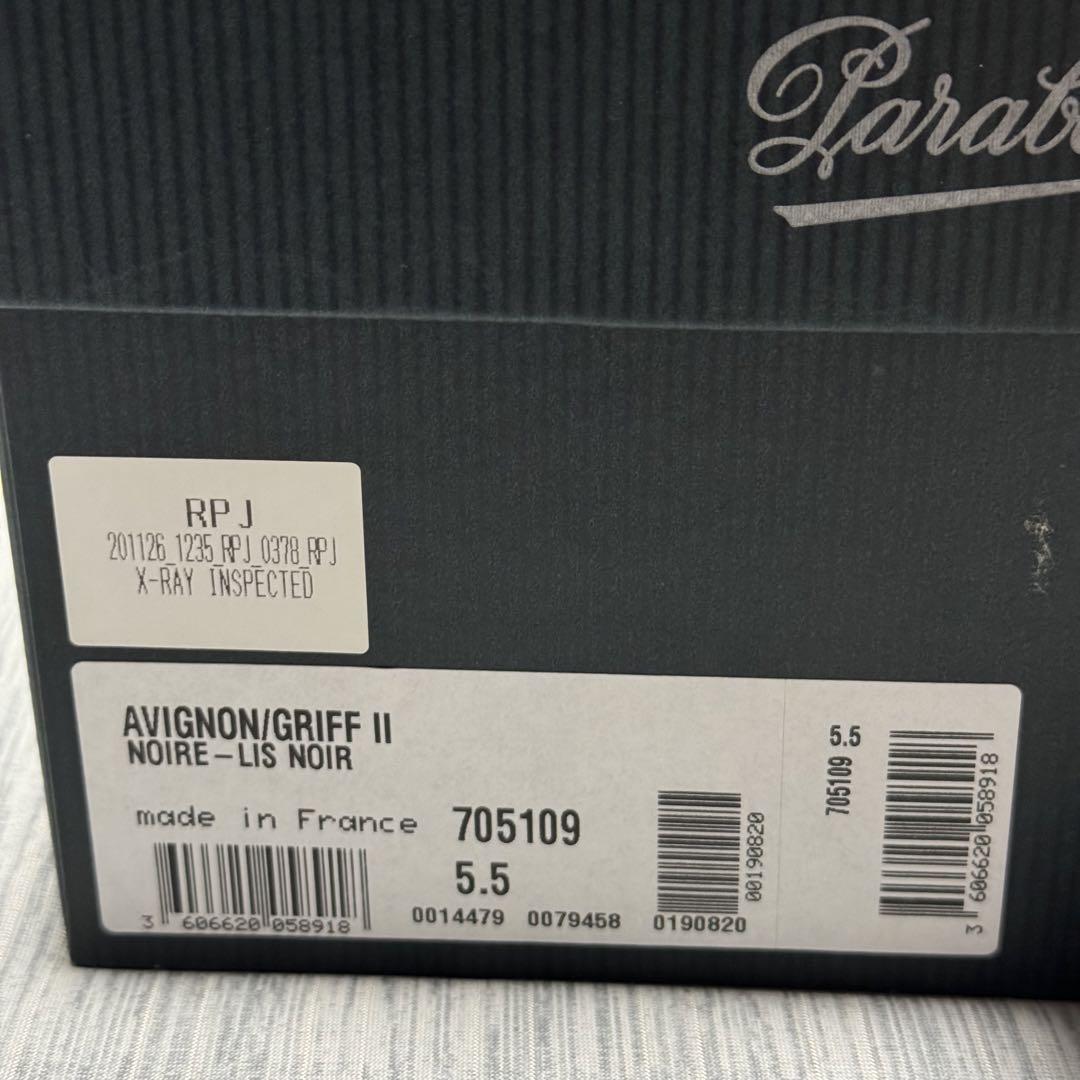 Parab
RPJ
201126_1235_RPJ_0378_RPJ
X-RAY INSPECTED
AVIGNON/GRIFF II
NOIRE-LIS NOIR
made in France 705109
5.5
3 606620 058918
0014479 0079458 0190820
00190820
5.5
705109
3 606620 058918